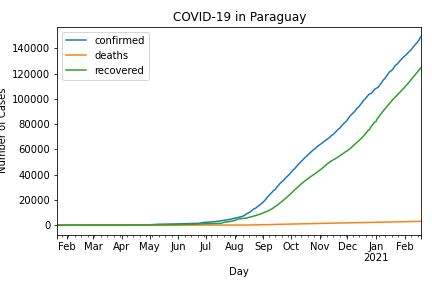 COVID-19 in Paraguay
confirmed
deaths
recovered
140000
120000
100000
80000
60000
40000
20000
0
Number of Cases
Feb Mar Apr May Jun Jul Aug Sep Oct Nov Dec Jan Feb
2021
Day